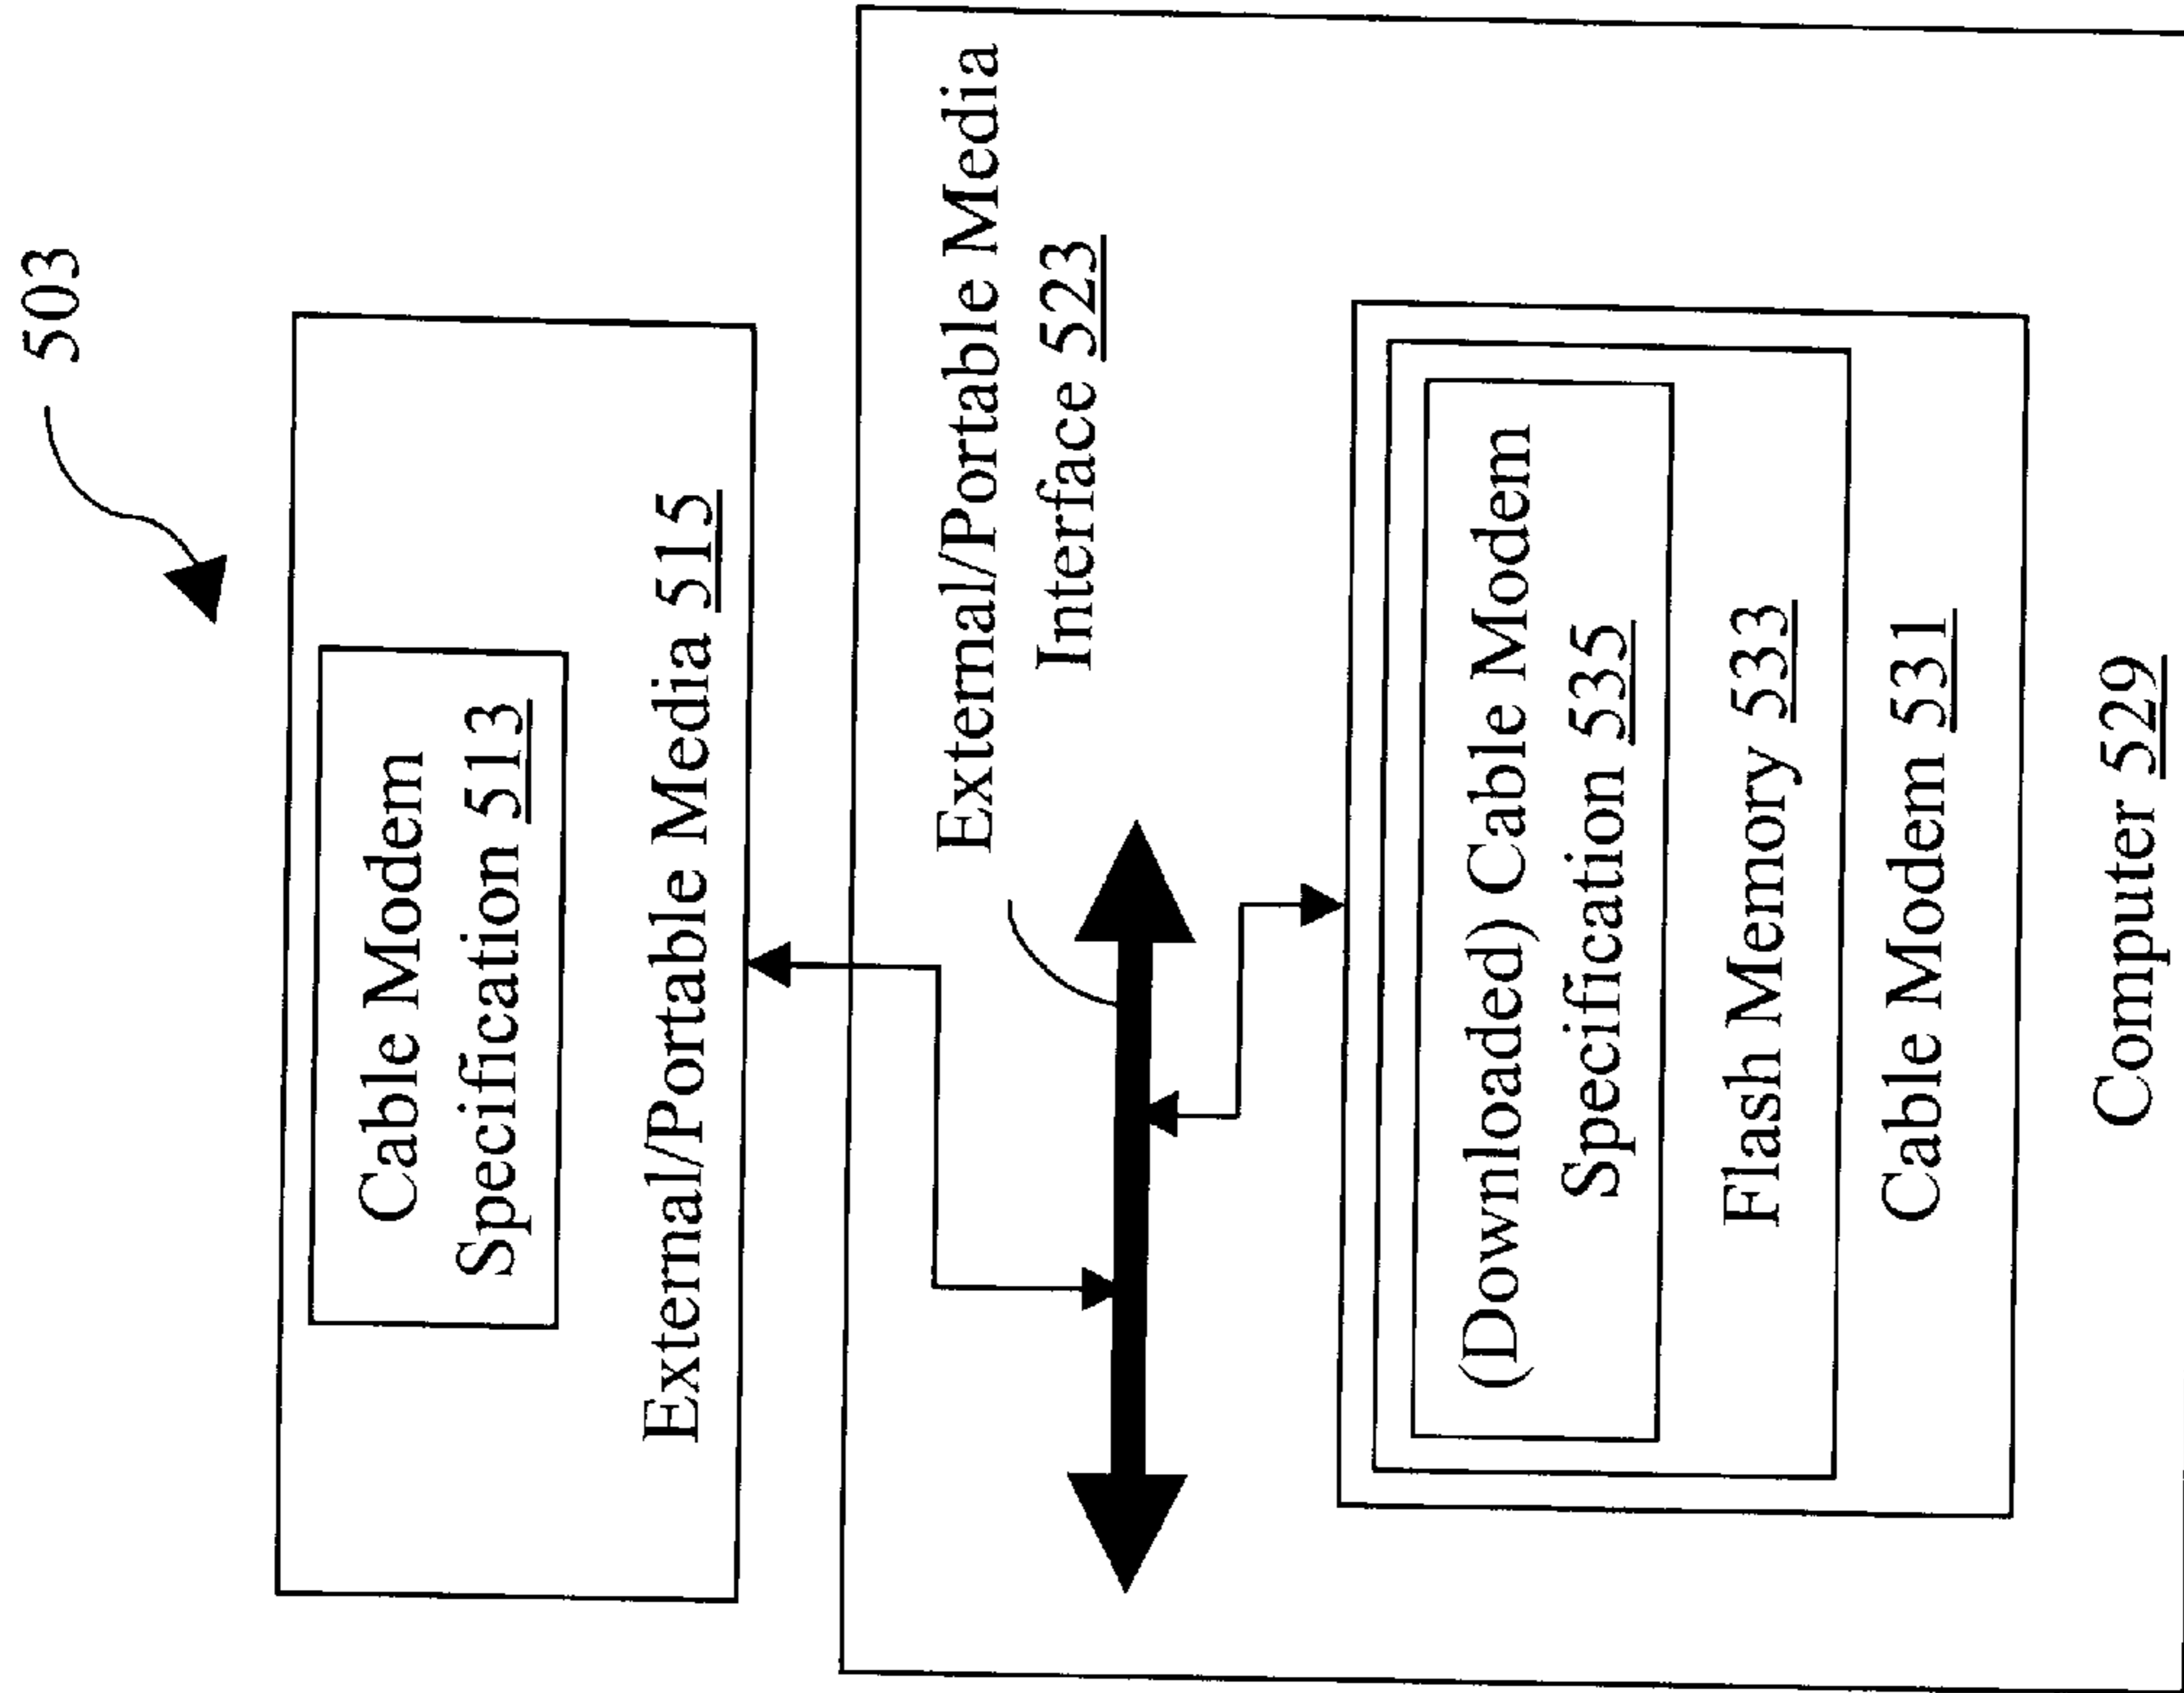 503
Cable Modem
Specification 513
External/Portable Media 515
External/Portable Media
Interface 523
(Downloaded) Cable Modem
Specification 535
Flash Memory 533
Cable Modem 531
Computer 529